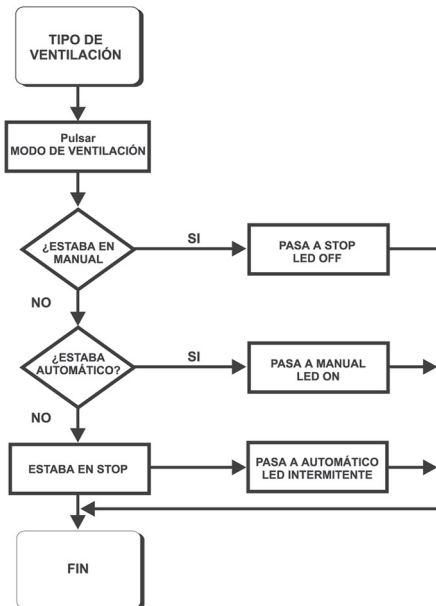 TIPO DE
VENTILACIÓN
Pulsar
MODO DE VENTILACIÓN
¿ESTABA EN
MANUAL
SI
PASA A STOP
LED OFF
NO
¿ESTABA
AUTOMÁTICO?
SI
PASA A MANUAL
LED ON
NO
ESTABA EN STOP
PASA A AUTOMÁTICO
LED INTERMITENTE
FIN